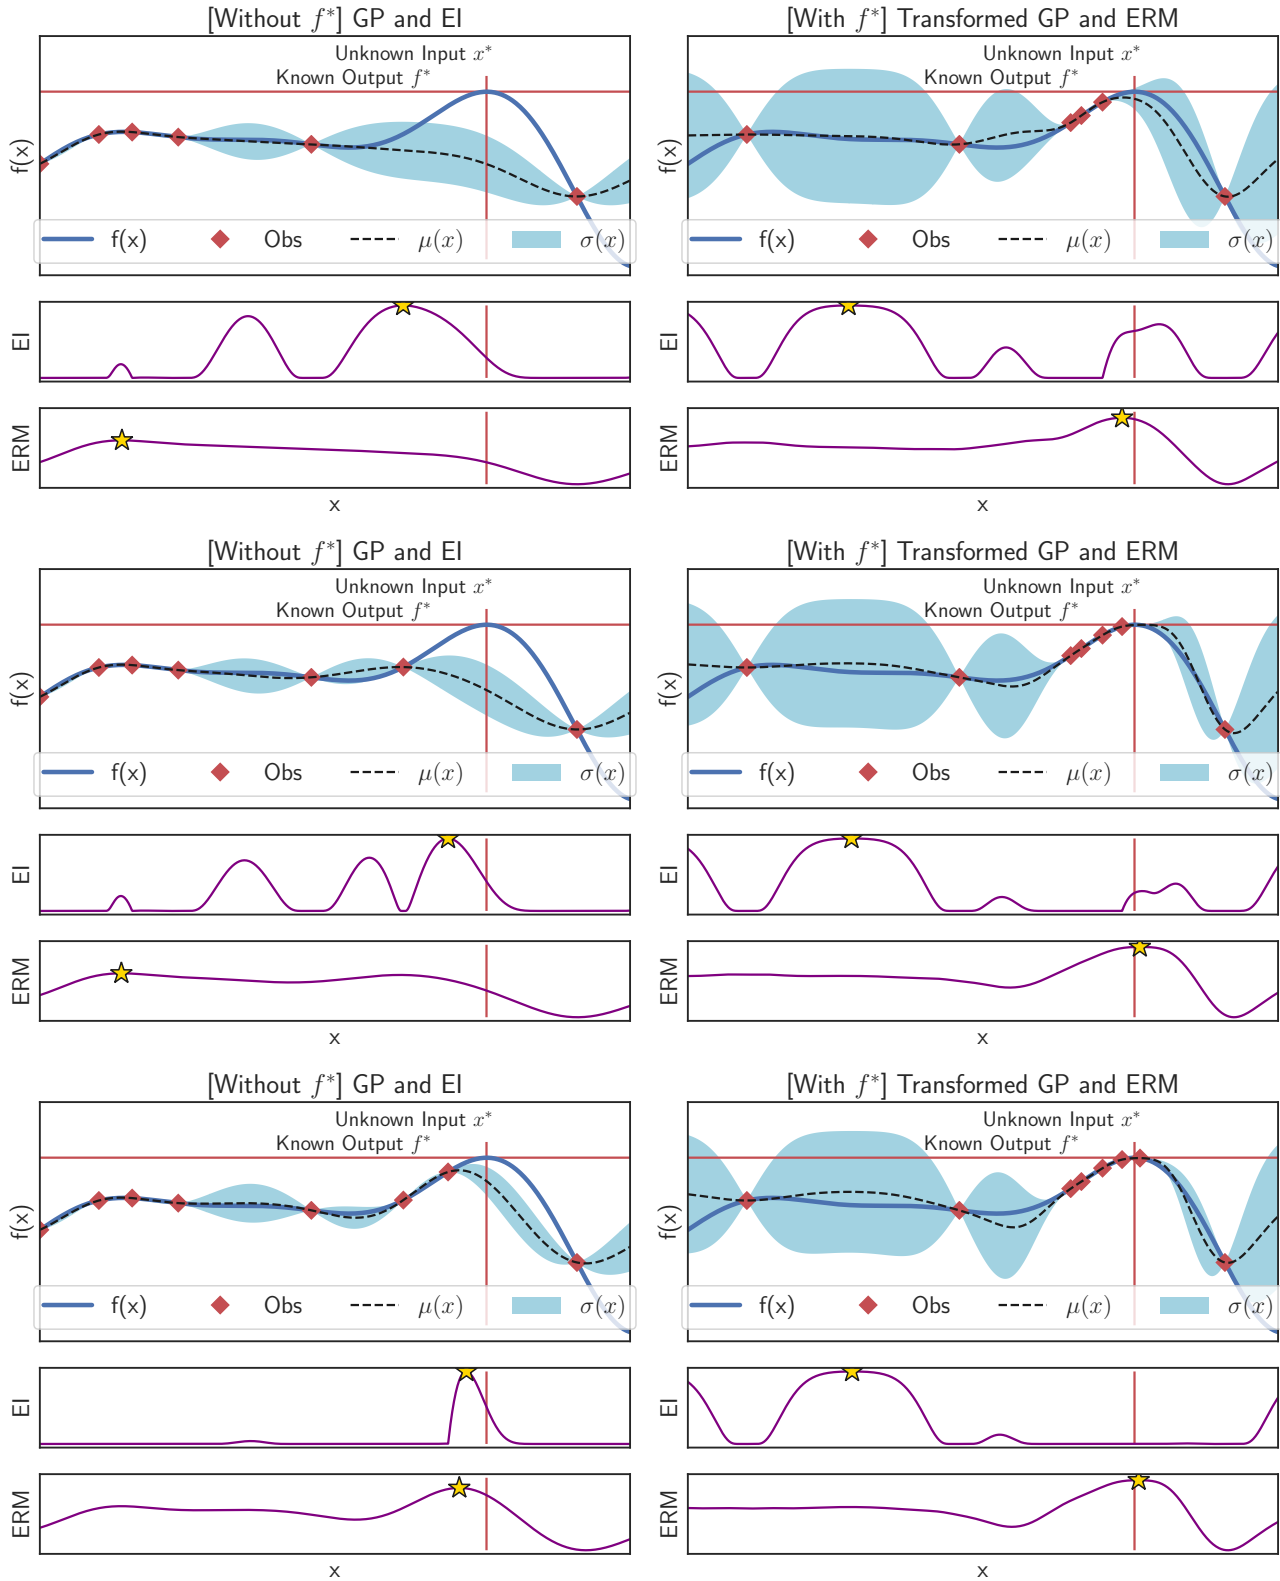 [Without f*] GP and EI
Unknown Input x*
Known Output f*
f(x)
f(x) Obs μ(x) σ(x)
EI
ERM
x
[With f*] Transformed GP and ERM
Unknown Input x*
Known Output f*
f(x)
f(x) Obs μ(x) σ(x)
EI
ERM
x
[Without f*] GP and EI
Unknown Input x*
Known Output f*
f(x)
f(x) Obs μ(x) σ(x)
EI
ERM
x
[With f*] Transformed GP and ERM
Unknown Input x*
Known Output f*
f(x)
f(x) Obs μ(x) σ(x)
EI
ERM
x
[Without f*] GP and EI
Unknown Input x*
Known Output f*
f(x)
f(x) Obs μ(x) σ(x)
EI
ERM
x
[With f*] Transformed GP and ERM
Unknown Input x*
Known Output f*
f(x)
f(x) Obs μ(x) σ(x)
EI
ERM
x